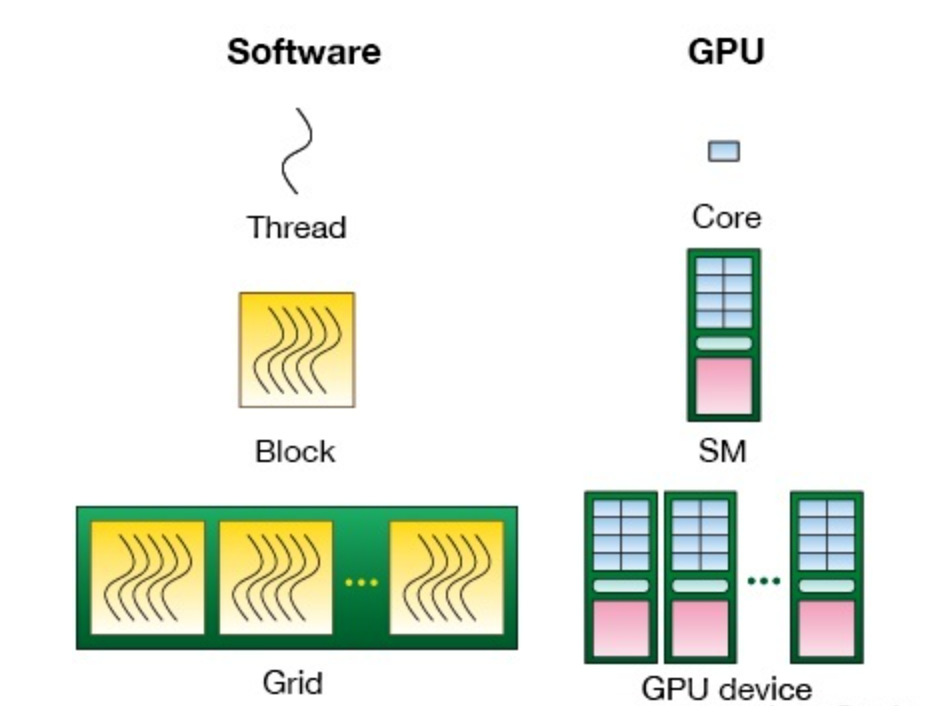 Software
GPU
Thread
Core
Block
SM
Grid
GPU device